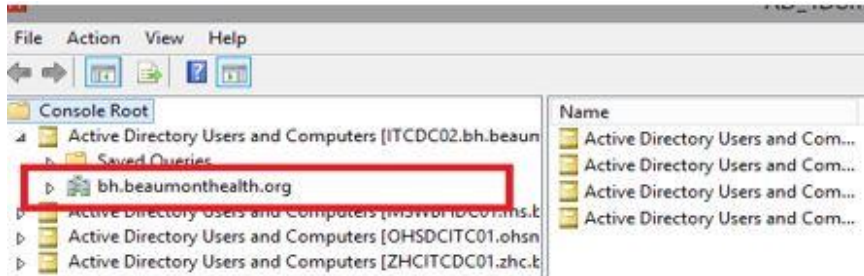 File Action View Help
Console Root
Name
Active Directory Users and Computers [ITCDC02.bh.beaum
Active Directory Users and Com...
Saved Queries
Active Directory Users and Com...
bh.beaumonthealth.org
Active Directory Users and Com...
Active Directory Users and Computers
Active Directory Users and Com...
Active Directory Users and Computers [OHSDCITC01.ohsn
Active Directory Users and Computers [ZHCITCDC01.zhc.b